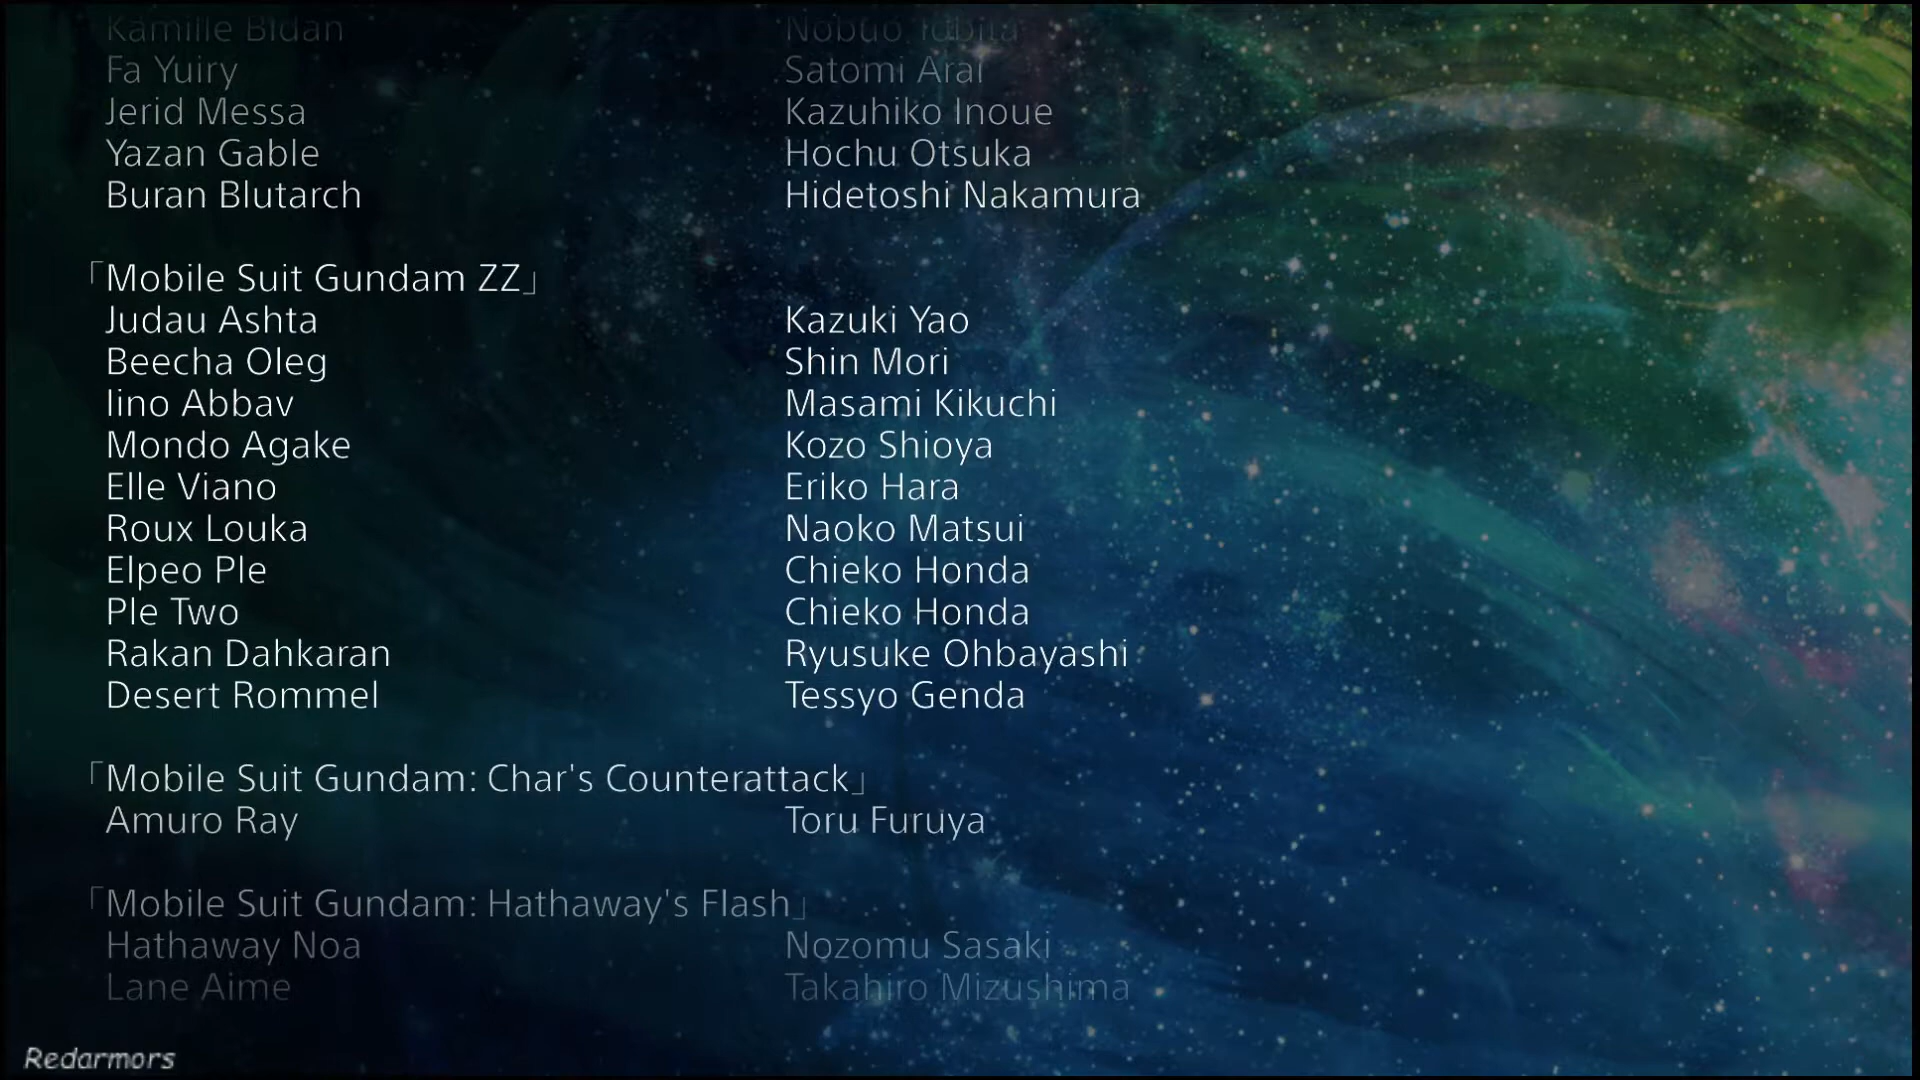 Kamille Bidan Nobuo Tobita
Fa Yuiry Satomi Arai
Jerid Messa Kazuhiko Inoue
Yazan Gable Hochu Otsuka
Buran Blutarch Hidetoshi Nakamura
「Mobile Suit Gundam ZZ」
Judau Ashta Kazuki Yao
Beecha Oleg Shin Mori
Iino Abbav Masami Kikuchi
Mondo Agake Kozo Shioya
Elle Viano Eriko Hara
Roux Louka Naoko Matsui
Elpeo Ple Chieko Honda
Ple Two Chieko Honda
Rakan Dahkaran Ryusuke Ohbayashi
Desert Rommel Tessyo Genda
「Mobile Suit Gundam: Char's Counterattack」
Amuro Ray Toru Furuya
「Mobile Suit Gundam: Hathaway's Flash」
Hathaway Noa Nozomu Sasaki
Lane Aime Takahiro Mizushima
Redarmors